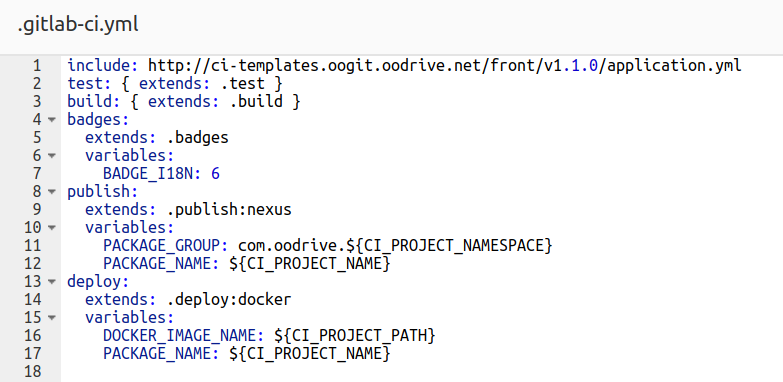 .gitlab-ci.yml
1 include: http://ci-templates.oogit.oodrive.net/front/v1.1.0/application.yml
2 test: { extends: .test }
3 build: { extends: .build }
4 badges:
5   extends: .badges
6   variables:
7     BADGE_I18N: 6
8 publish:
9   extends: .publish:nexus
10   variables:
11     PACKAGE_GROUP: com.oodrive.${CI_PROJECT_NAMESPACE}
12     PACKAGE_NAME: ${CI_PROJECT_NAME}
13 deploy:
14   extends: .deploy:docker
15   variables:
16     DOCKER_IMAGE_NAME: ${CI_PROJECT_PATH}
17     PACKAGE_NAME: ${CI_PROJECT_NAME}
18